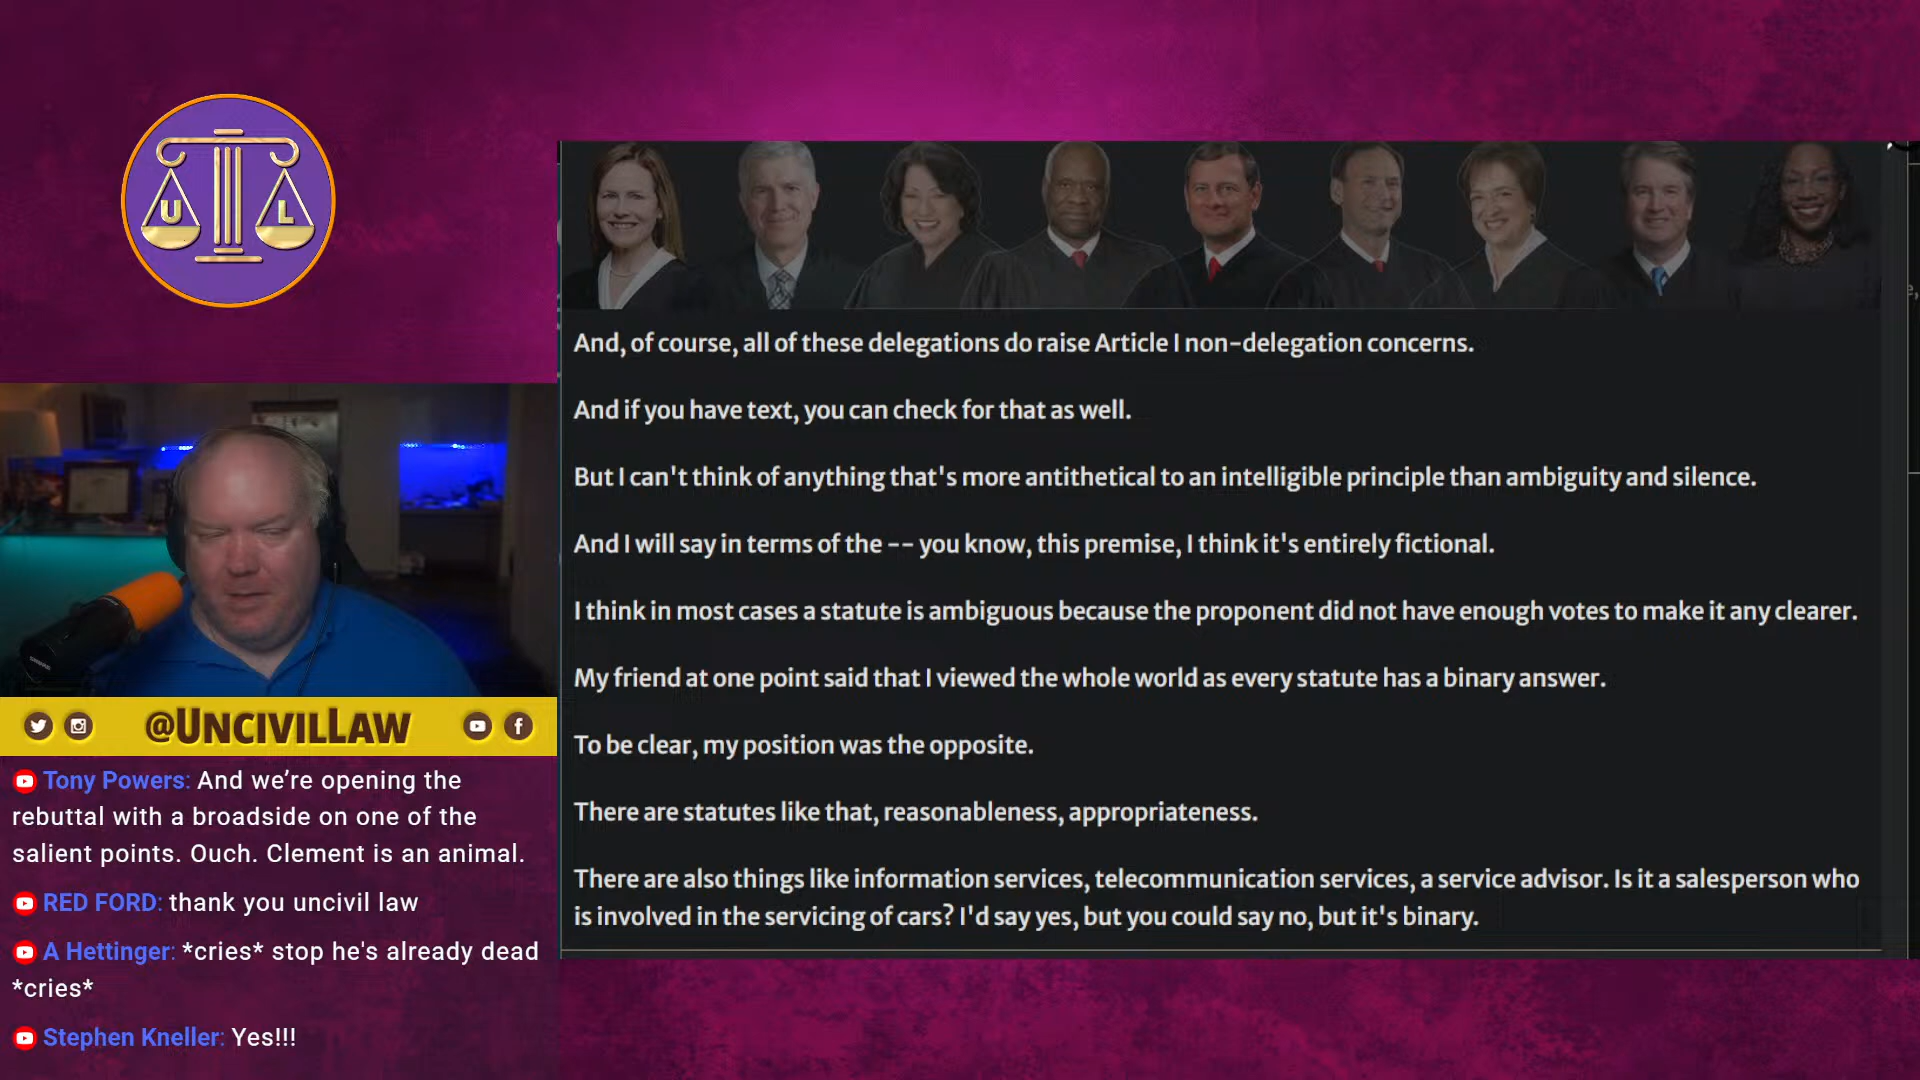 U L
And, of course, all of these delegations do raise Article I non-delegation concerns.
And if you have text, you can check for that as well.
But I can't think of anything that's more antithetical to an intelligible principle than ambiguity and silence.
And I will say in terms of the -- you know, this premise, I think it's entirely fictional.
I think in most cases a statute is ambiguous because the proponent did not have enough votes to make it any clearer.
My friend at one point said that I viewed the whole world as every statute has a binary answer.
To be clear, my position was the opposite.
There are statutes like that, reasonableness, appropriateness.
There are also things like information services, telecommunication services, a service advisor. Is it a salesperson who
is involved in the servicing of cars? I'd say yes, but you could say no, but it's binary.
@UNCIVILLAW
Tony Powers: And we’re opening the
rebuttal with a broadside on one of the
salient points. Ouch. Clement is an animal.
RED FORD: thank you uncivil law
A Hettinger: *cries* stop he's already dead
*cries*
Stephen Kneller: Yes!!!